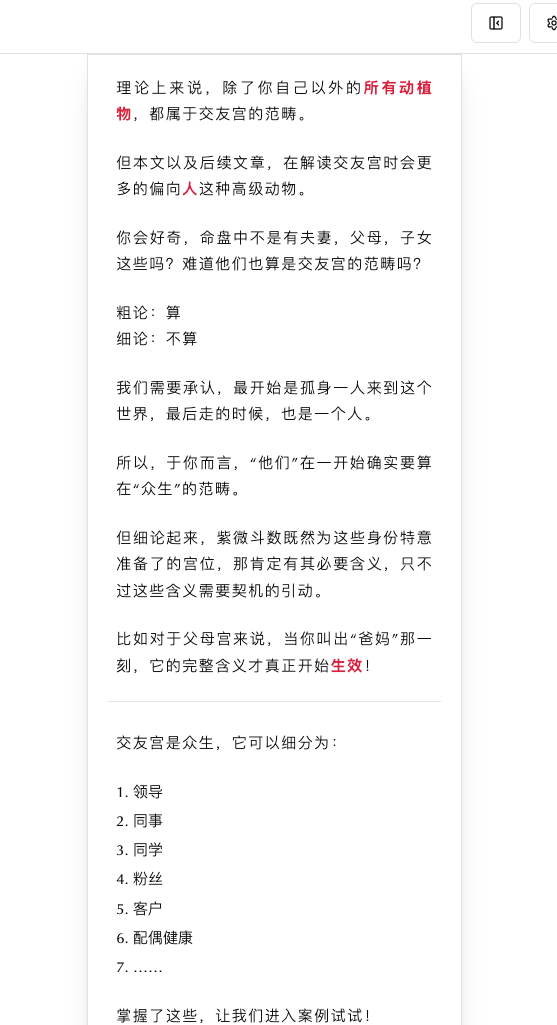 理论上来说，除了你自己以外的所有动植
物，都属于交友宫的范畴。
但本文以及后续文章，在解读交友宫时会更
多的偏向人这种高级动物。
你会好奇，命盘中不是有夫妻，父母，子女
这些吗？难道他们也算是交友宫的范畴吗？
粗论：算
细论：不算
我们需要承认，最开始是孤身一人来到这个
世界，最后走的时候，也是一个人。
所以，于你而言，“他们”在一开始确实要算
在“众生”的范畴。
但细论起来，紫微斗数既然为这些身份特意
准备了的宫位，那肯定有其必要含义，只不
过这些含义需要契机的引动。
比如对于父母宫来说，当你叫出“爸妈”那一
刻，它的完整含义才真正开始生效！
交友宫是众生，它可以细分为：
1. 领导
2. 同事
3. 同学
4. 粉丝
5. 客户
6. 配偶健康
7. ……
掌握了这些，让我们进入案例试试！